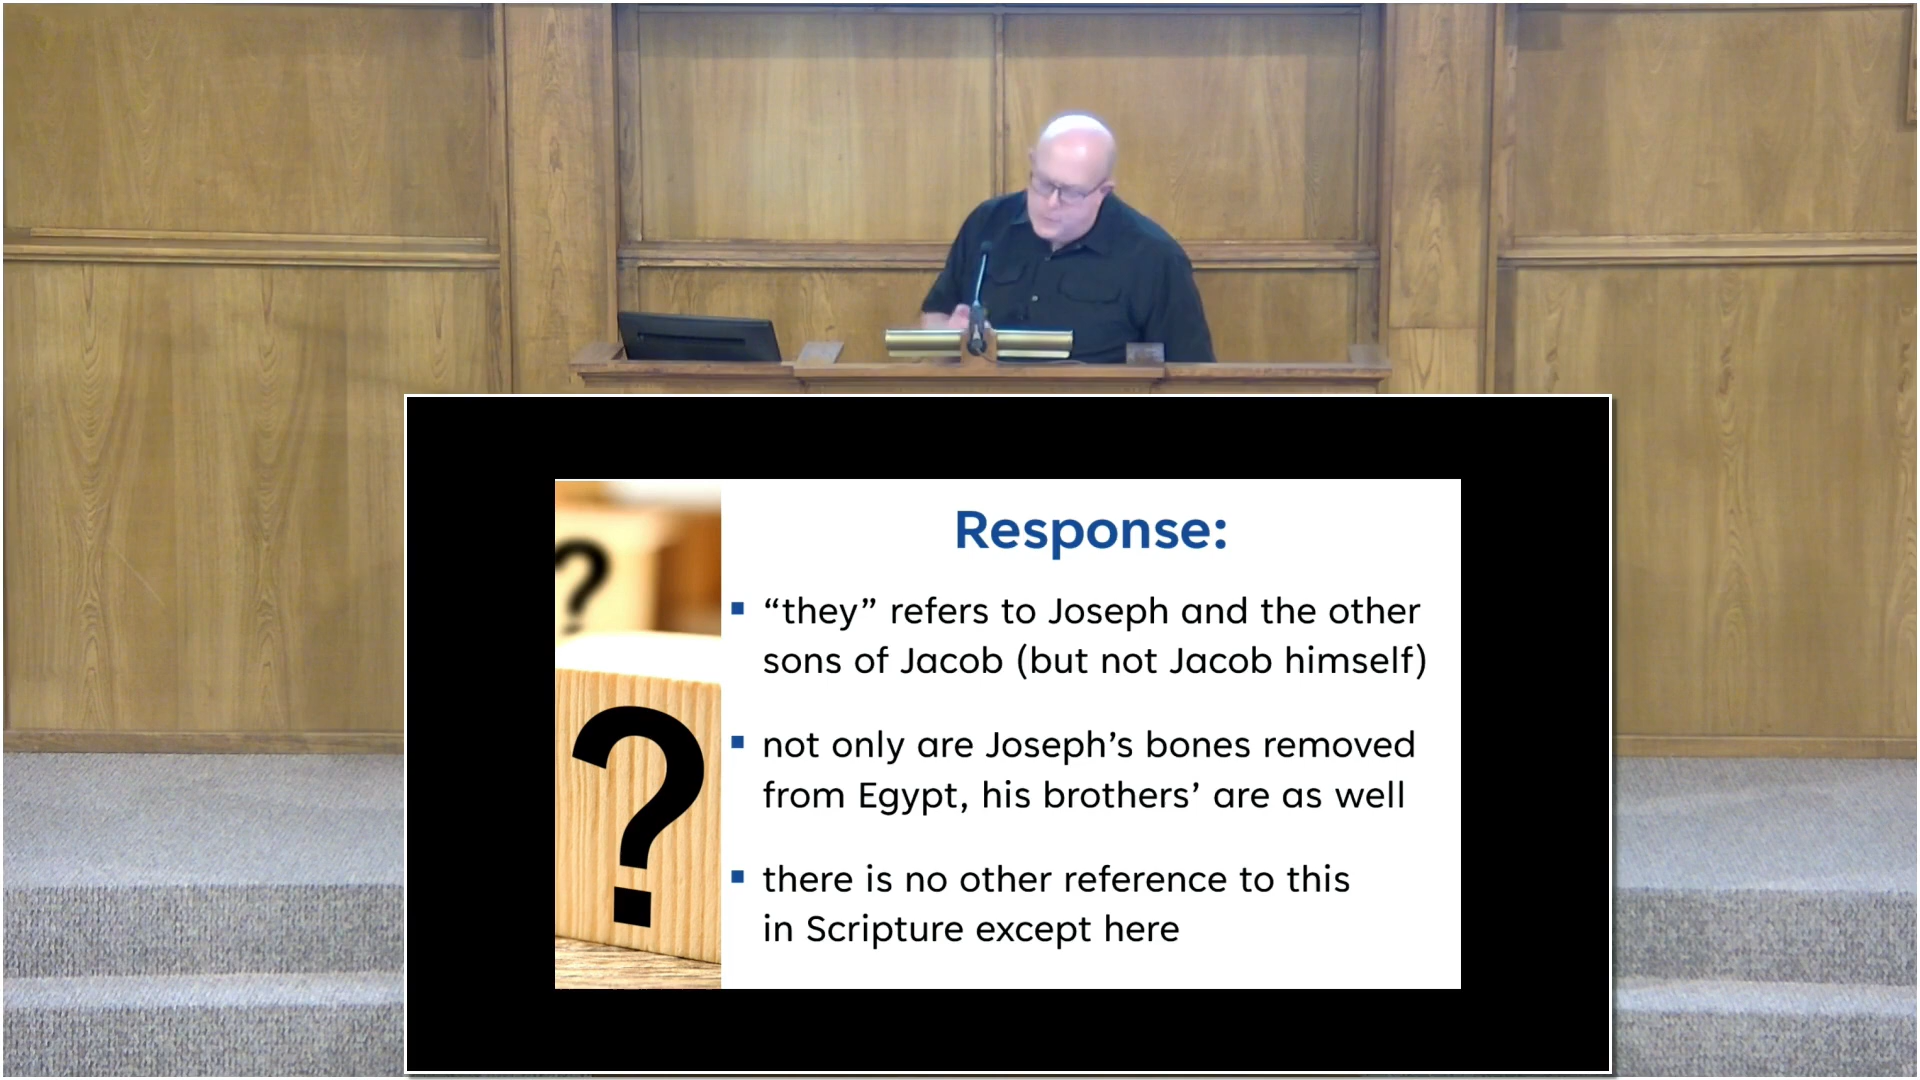 Response:
“they” refers to Joseph and the other
sons of Jacob (but not Jacob himself)
not only are Joseph’s bones removed
from Egypt, his brothers’ are as well
there is no other reference to this
in Scripture except here
?
?